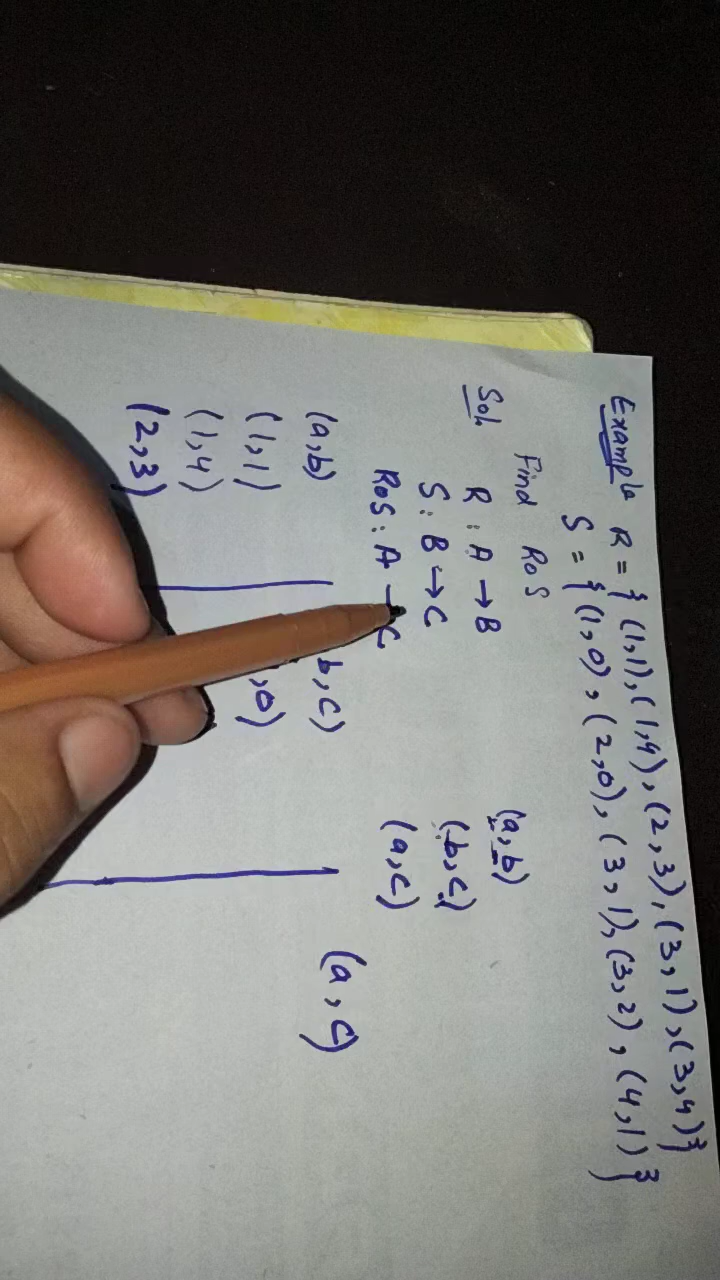 Example R = { (1,1), (1,4), (2,3), (3,1), (3,4)}
S = { (1,0), (2,0), (3,1), (3,2), (4,1) }
Find RoS
Sol R : A → B (a,b)
S : B → C (b,c)
RoS : A → C (a,c)
(a,b) b,c) (a,c)
(1,1) ,0)
(1,4)
(2,3)